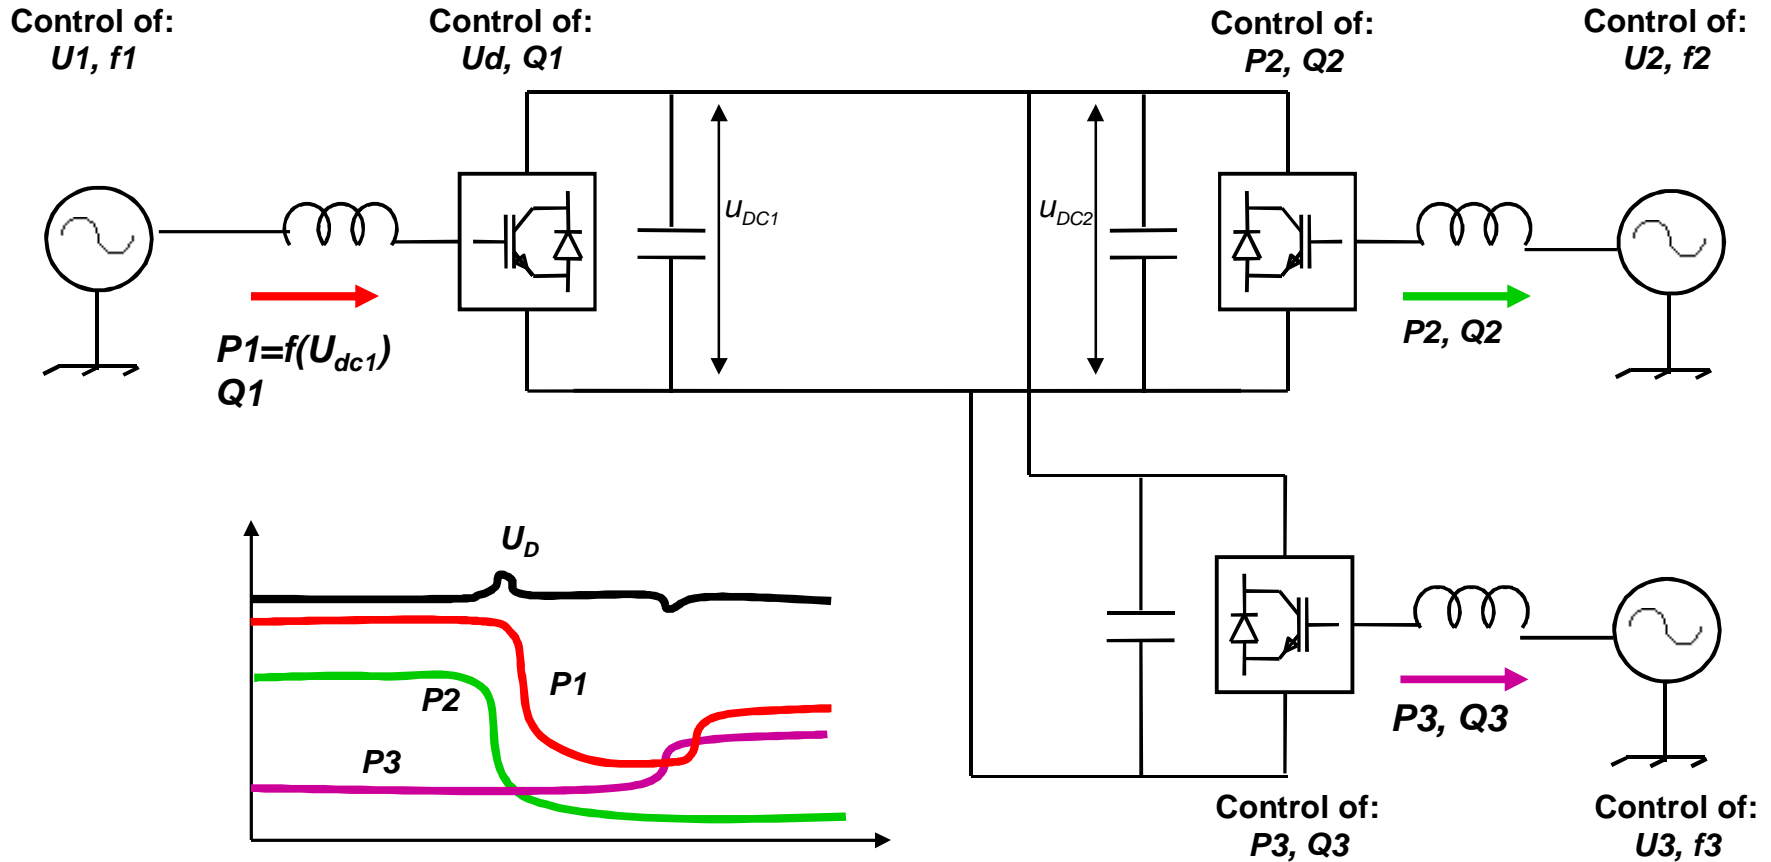 Control of:
U1, f1
Control of:
Ud, Q1
Control of:
P2, Q2
Control of:
U2, f2
uDC1
uDC2
P1=f(Udc1)
Q1
P2, Q2
UD
P1
P2
P3
P3, Q3
Control of:
P3, Q3
Control of:
U3, f3